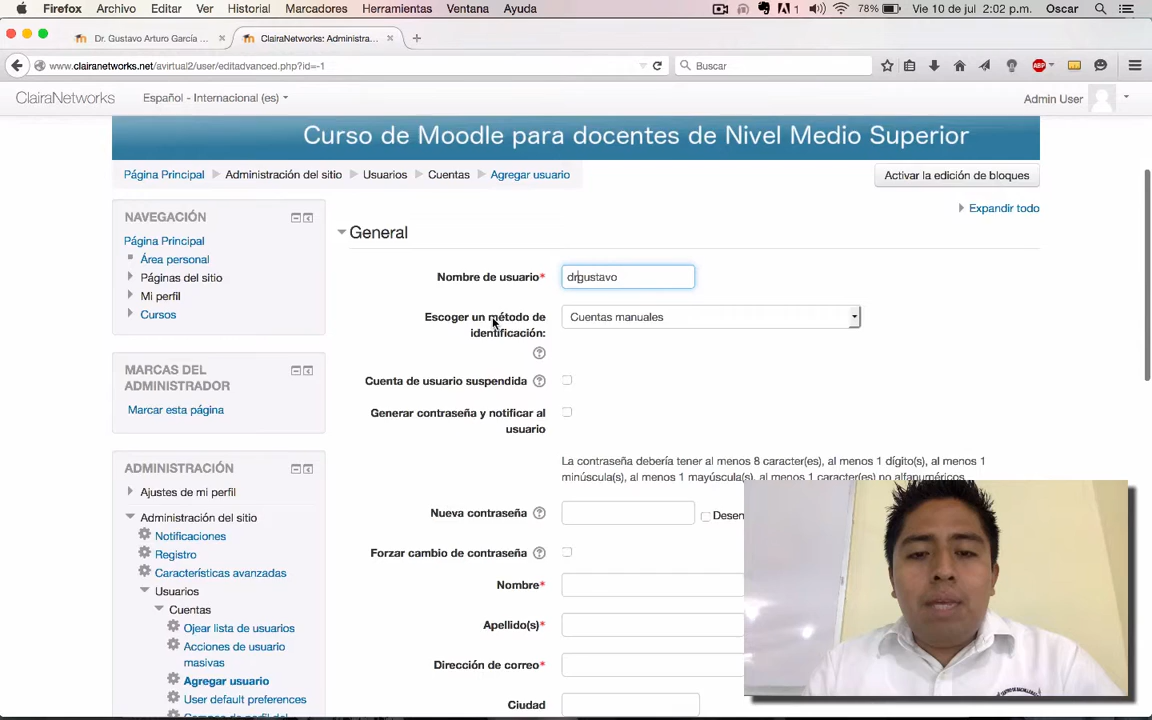 Firefox Archivo Editar Ver Historial Marcadores Herramientas Ventana Ayuda 1 78% Vie 10 de jul 2:02 p.m. Oscar
Dr. Gustavo Arturo García ... × ClairaNetworks: Administra... × +
www.clairanetworks.net/avirtual2/user/editadvanced.php?id=-1 Buscar ABP
ClairaNetworks Español - Internacional (es) Admin User
Curso de Moodle para docentes de Nivel Medio Superior
Página Principal Administración del sitio Usuarios Cuentas Agregar usuario Activar la edición de bloques
Expandir todo
NAVEGACIÓN
Página Principal
Área personal
Páginas del sitio
Mi perfil
Cursos
MARCAS DEL
ADMINISTRADOR
Marcar esta página
ADMINISTRACIÓN
Ajustes de mi perfil
Administración del sitio
Notificaciones
Registro
Características avanzadas
Usuarios
Cuentas
Ojear lista de usuarios
Acciones de usuario
masivas
Agregar usuario
User default preferences
General
Nombre de usuario* drgustavo
Escoger un método de
identificación: Cuentas manuales
Cuenta de usuario suspendida
Generar contraseña y notificar al
usuario
La contraseña debería tener al menos 8 caracter(es), al menos 1 dígito(s), al menos 1
minúscula(s), al menos 1 mayúscula(s), al menos 1 caracter(es) no alfanuméricos
Nueva contraseña Desen
Forzar cambio de contraseña
Nombre*
Apellido(s)*
Dirección de correo*
Ciudad